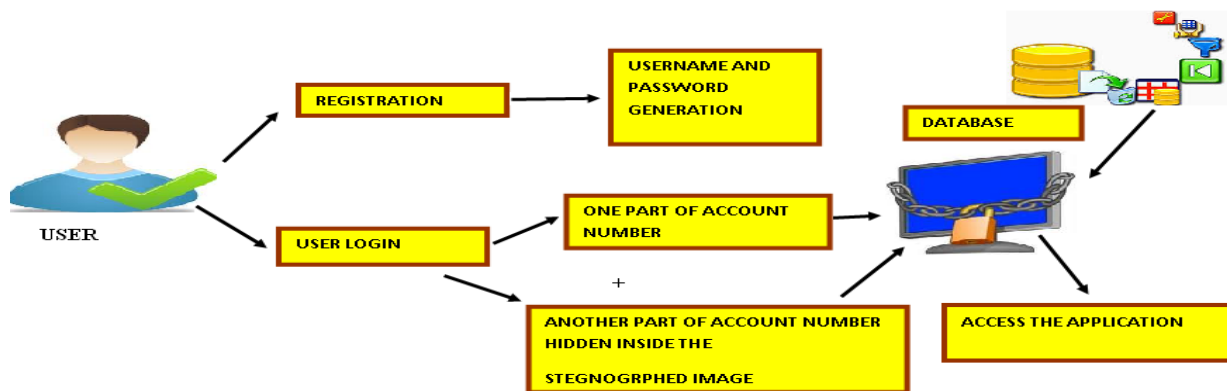 REGISTRATION
USERNAME AND
PASSWORD
GENERATION
DATABASE
USER
USER LOGIN
ONE PART OF ACCOUNT
NUMBER
+
ANOTHER PART OF ACCOUNT NUMBER
HIDDEN INSIDE THE
STEGNOGRPHED IMAGE
ACCESS THE APPLICATION